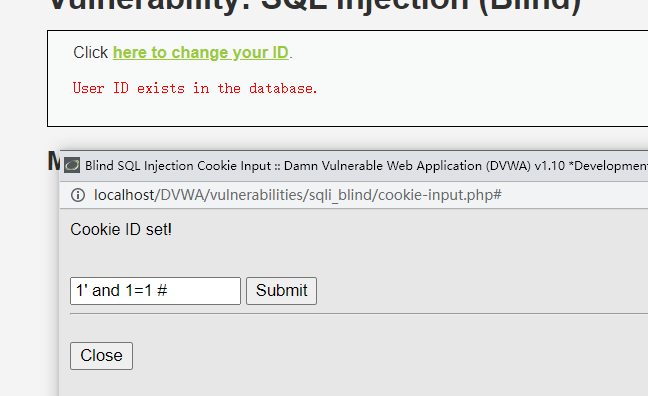 Vulnerability: SQL Injection (Blind)
Click here to change your ID.
User ID exists in the database.
M
Blind SQL Injection Cookie Input :: Damn Vulnerable Web Application (DVWA) v1.10 *Development
localhost/DVWA/vulnerabilities/sqli_blind/cookie-input.php#
Cookie ID set!
1' and 1=1 #
Submit
Close